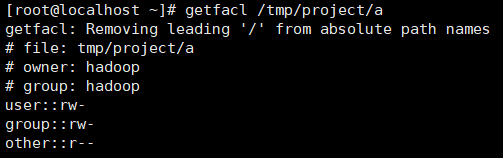 [root@localhost ~]# getfacl /tmp/project/a
getfacl: Removing leading '/' from absolute path names
# file: tmp/project/a
# owner: hadoop
# group: hadoop
user::rw-
group::rw-
other::r--